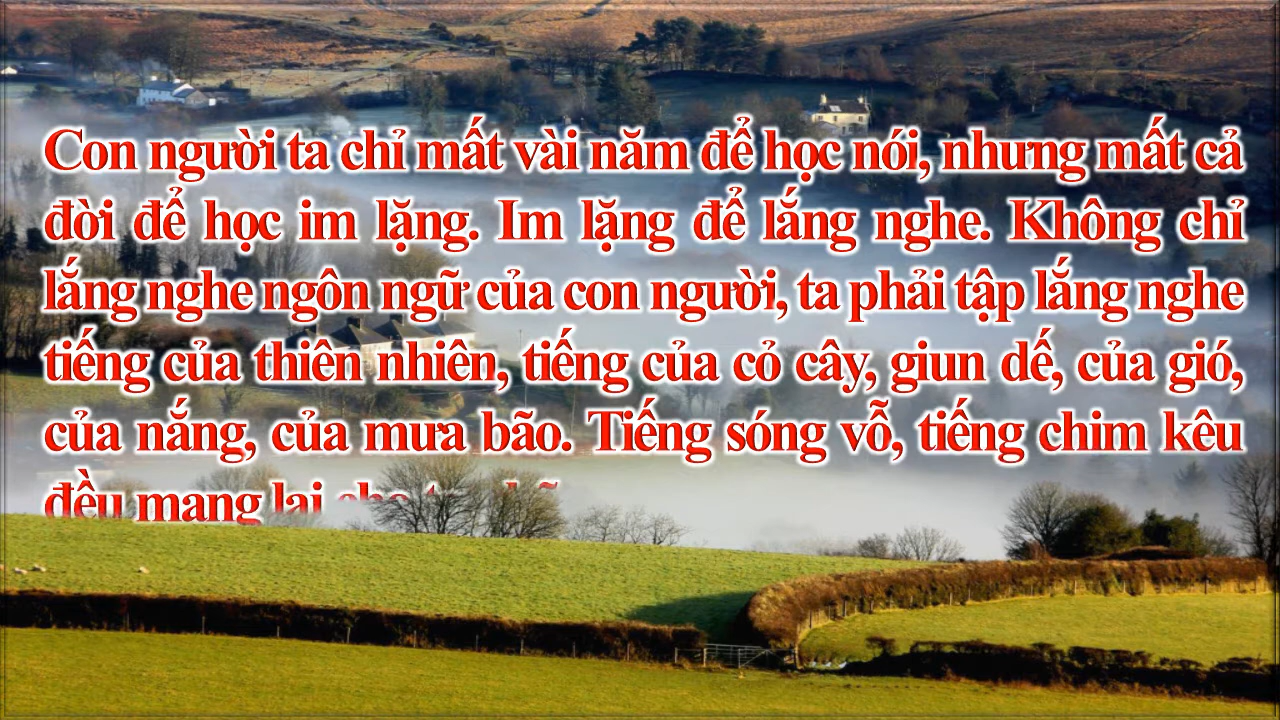 Con người ta chỉ mất vài năm để học nói, nhưng mất cả
đời để học im lặng. Im lặng để lắng nghe. Không chỉ
lắng nghe ngôn ngữ của con người, ta phải tập lắng nghe
tiếng của thiên nhiên, tiếng của cỏ cây, giun dế, của gió,
của nắng, của mưa bão. Tiếng sóng vỗ, tiếng chim kêu
đều mang lại cho